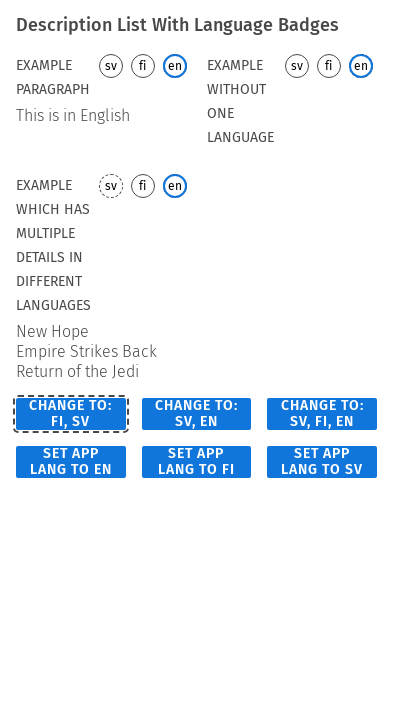 Description List With Language Badges
EXAMPLE PARAGRAPH sv fi en
This is in English
EXAMPLE WITHOUT ONE LANGUAGE sv fi en
EXAMPLE WHICH HAS MULTIPLE DETAILS IN DIFFERENT LANGUAGES sv fi en
New Hope
Empire Strikes Back
Return of the Jedi
CHANGE TO: FI, SV
CHANGE TO: SV, EN
CHANGE TO: SV, FI, EN
SET APP LANG TO EN
SET APP LANG TO FI
SET APP LANG TO SV